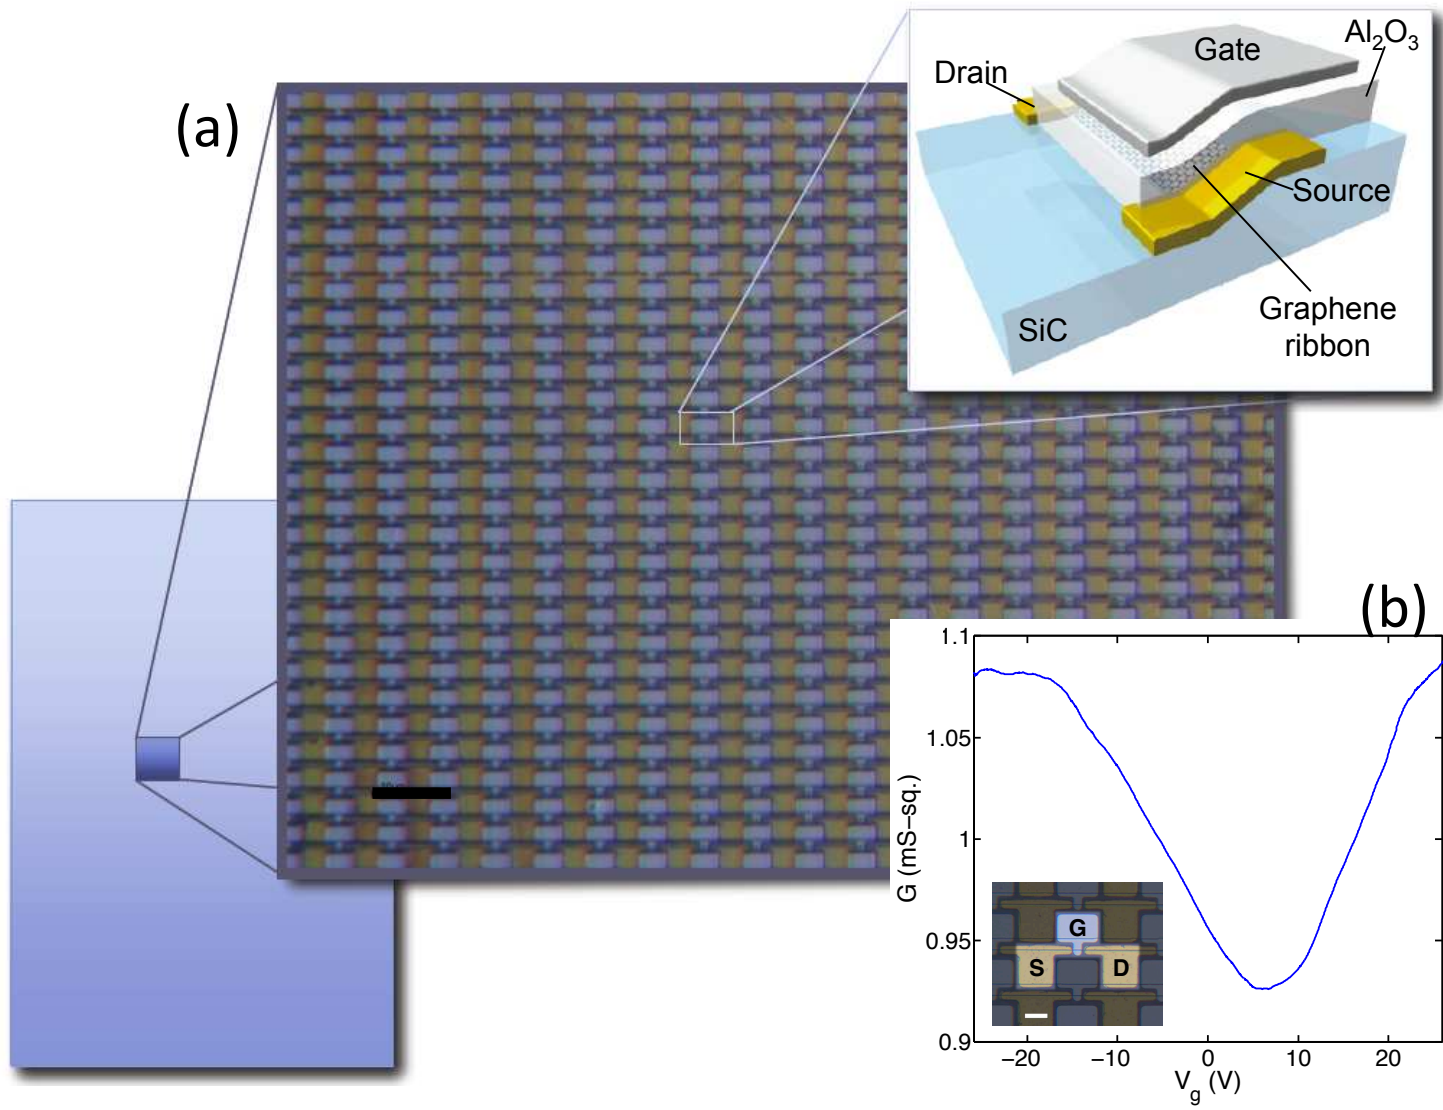 (a)
Gate
Al₂O₃
Drain
Source
Graphene
ribbon
SiC
(b)
1.1
1.05
1
0.95
0.9
G (mS–sq.)
−20
−10
0
10
20
V_g (V)
G
S
D